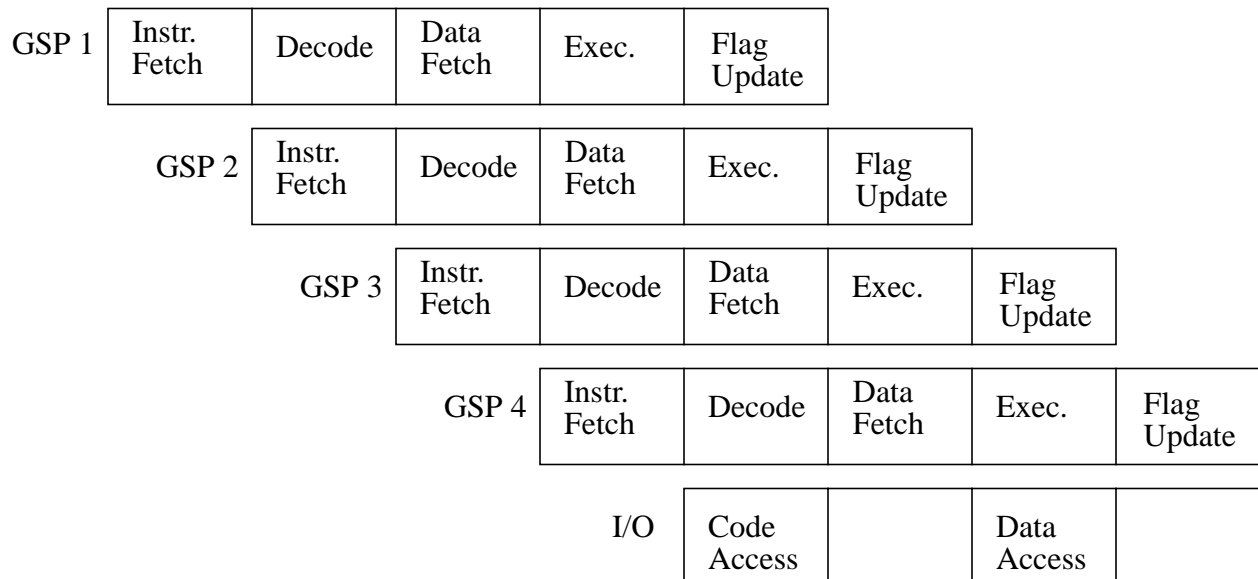 GSP 1
Instr.
Fetch
Decode
Data
Fetch
Exec.
Flag
Update
GSP 2
Instr.
Fetch
Decode
Data
Fetch
Exec.
Flag
Update
GSP 3
Instr.
Fetch
Decode
Data
Fetch
Exec.
Flag
Update
GSP 4
Instr.
Fetch
Decode
Data
Fetch
Exec.
Flag
Update
I/O
Code
Access
Data
Access